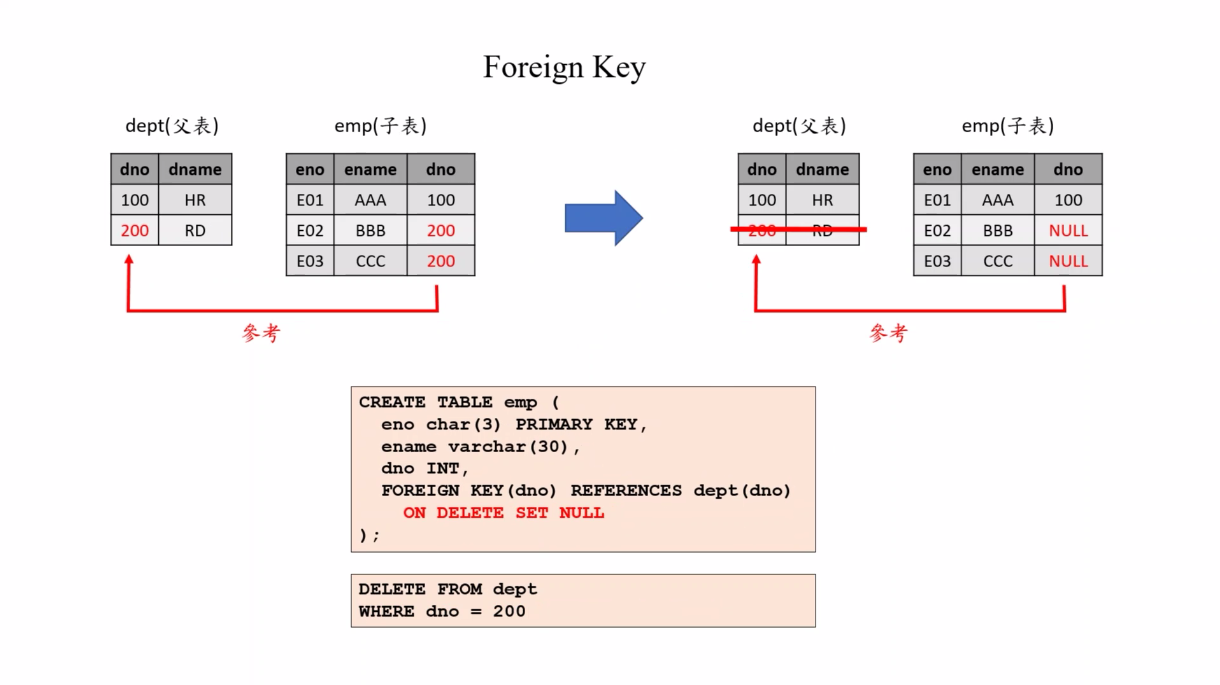 Foreign Key
dept(父表)
dno dname
100 HR
200 RD
emp(子表)
eno ename dno
E01 AAA 100
E02 BBB 200
E03 CCC 200
參考
dept(父表)
dno dname
100 HR
200 RD
emp(子表)
eno ename dno
E01 AAA 100
E02 BBB NULL
E03 CCC NULL
參考
CREATE TABLE emp (
eno char(3) PRIMARY KEY,
ename varchar(30),
dno INT,
FOREIGN KEY(dno) REFERENCES dept(dno)
ON DELETE SET NULL
);
DELETE FROM dept
WHERE dno = 200